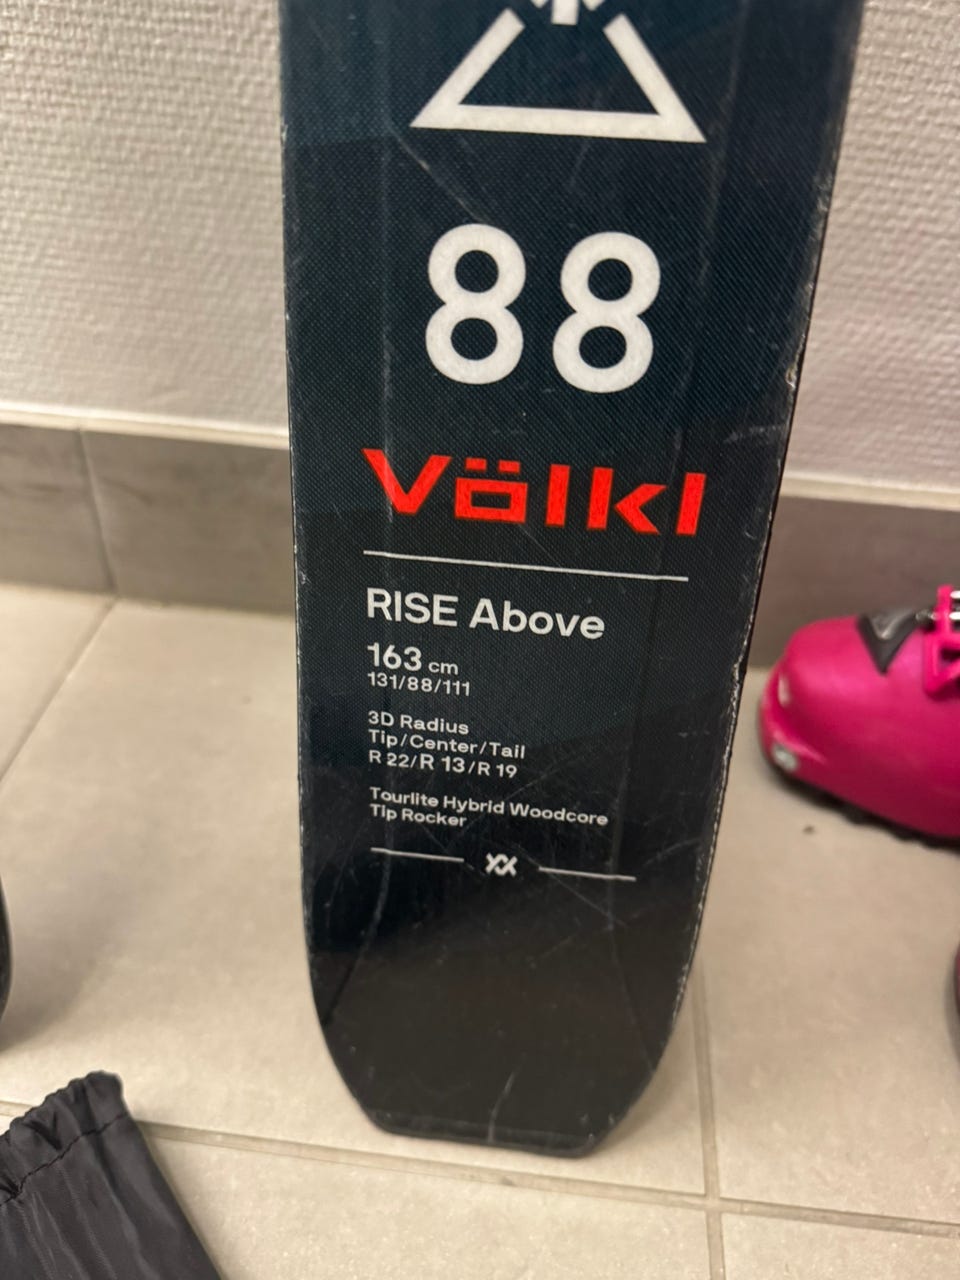 88
Völkl
RISE Above
163 cm
131/88/111
3D Radius
Tip/Center/Tail
R 22/R 13/R 19
Tourlite Hybrid Woodcore
Tip Rocker